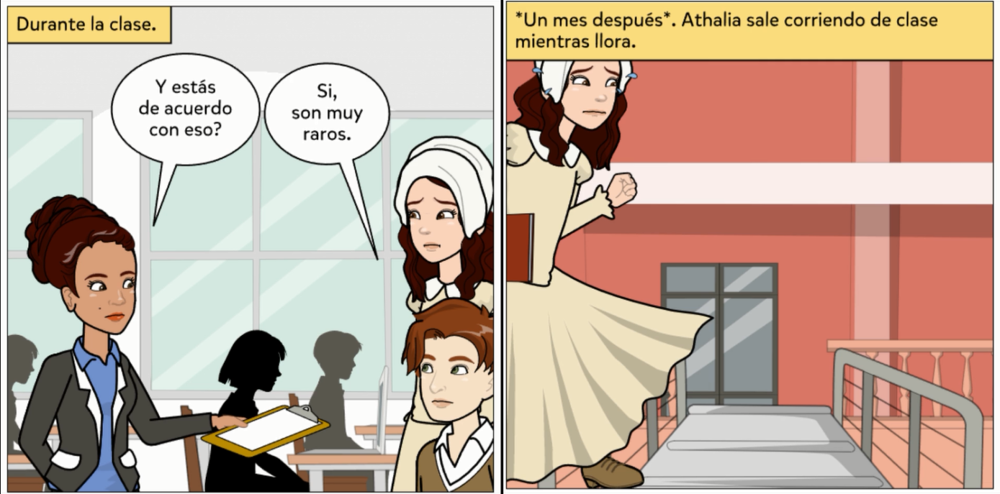 Durante la clase.
Y estás
de acuerdo
con eso?
Si,
son muy
raros.
*Un mes después*. Athalia sale corriendo de clase
mientras llora.